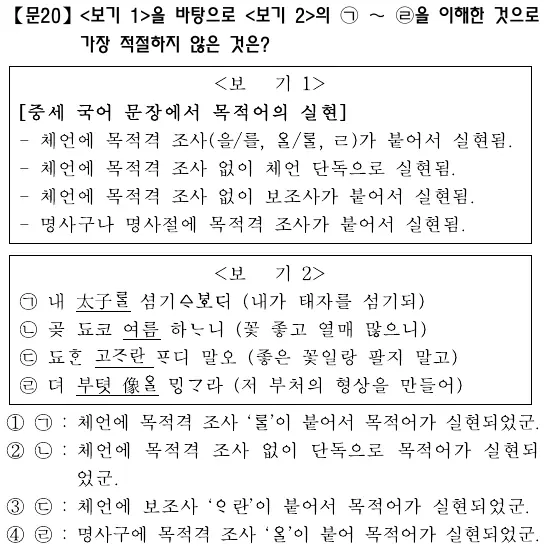 【문20】<보기 1>을 바탕으로 <보기 2>의 ㉠ ~ ㉣을 이해한 것으로
가장 적절하지 않은 것은?
<보 기 1>
[중세 국어 문장에서 목적어의 실현]
- 체언에 목적격 조사(을/를, ᄋᆞᆯ/ᄅᆞᆯ, ㄹ)가 붙어서 실현됨.
- 체언에 목적격 조사 없이 체언 단독으로 실현됨.
- 체언에 목적격 조사 없이 보조사가 붙어서 실현됨.
- 명사구나 명사절에 목적격 조사가 붙어서 실현됨.
<보 기 2>
㉠ 내 太子ᄅᆞᆯ 셤기ᅀᆞᄫᅩᄃᆡ (내가 태자를 섬기되)
㉡ 곶 됴코 여름 하ᄂᆞ니 (꽃 좋고 열매 많으니)
㉢ 됴ᄒᆞᆫ 고ᄌᆞ란 ᄑᆞ디 말오 (좋은 꽃일랑 팔지 말고)
㉣ 뎌 부텻 像ᄋᆞᆯ ᄆᆡᇰᄀᆞ라 (저 부처의 형상을 만들어)
① ㉠ : 체언에 목적격 조사 ‘ᄅᆞᆯ’이 붙어서 목적어가 실현되었군.
② ㉡ : 체언에 목적격 조사 없이 단독으로 목적어가 실현되
었군.
③ ㉢ : 체언에 보조사 ‘ᄋᆞ란’이 붙어서 목적어가 실현되었군.
④ ㉣ : 명사구에 목적격 조사 ‘ᄋᆞᆯ’이 붙어 목적어가 실현되었군.